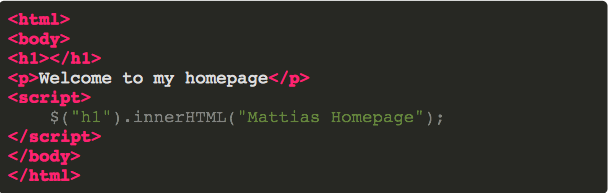 <html>
<body>
<h1></h1>
<p>Welcome to my homepage</p>
<script>
$("h1").innerHTML("Mattias Homepage");
</script>
</body>
</html>